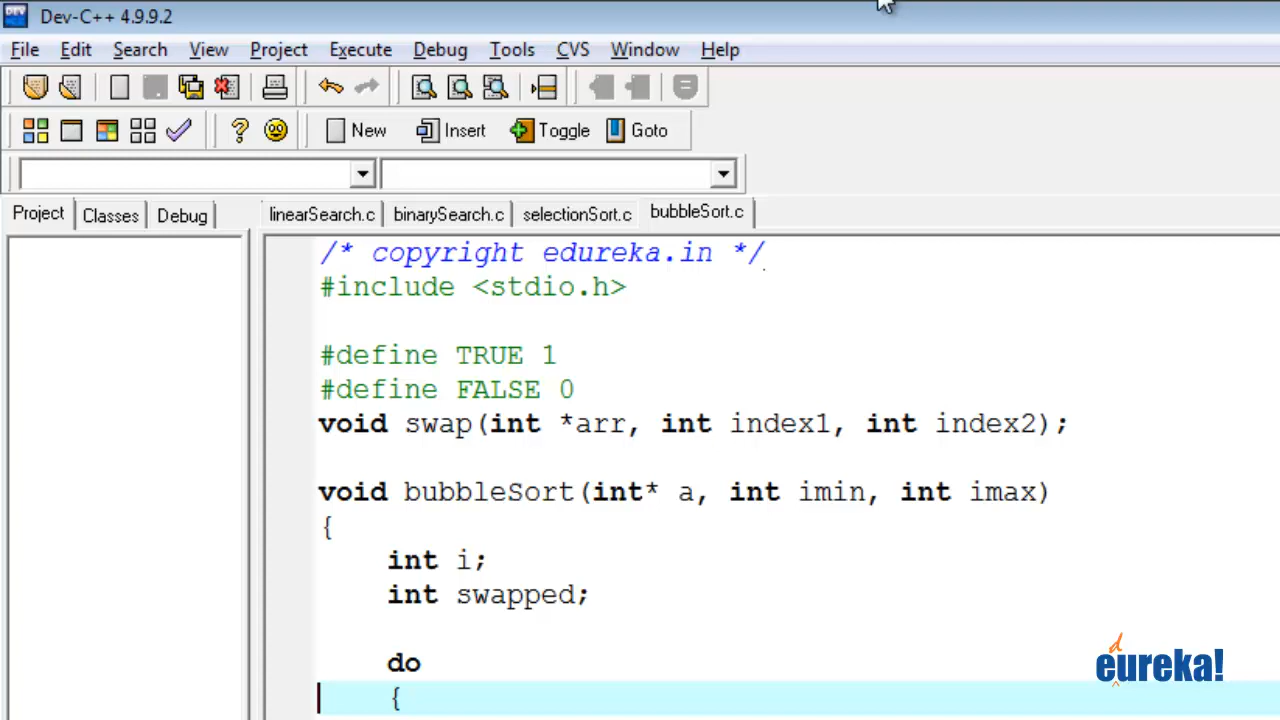 Dev-C++ 4.9.9.2
File Edit Search View Project Execute Debug Tools CVS Window Help
New Insert Toggle Goto
Project Classes Debug linearSearch.c binarySearch.c selectionSort.c bubbleSort.c
/* copyright edureka.in */
#include <stdio.h>
#define TRUE 1
#define FALSE 0
void swap(int *arr, int index1, int index2);
void bubbleSort(int* a, int imin, int imax)
{
int i;
int swapped;
do
{
edureka!